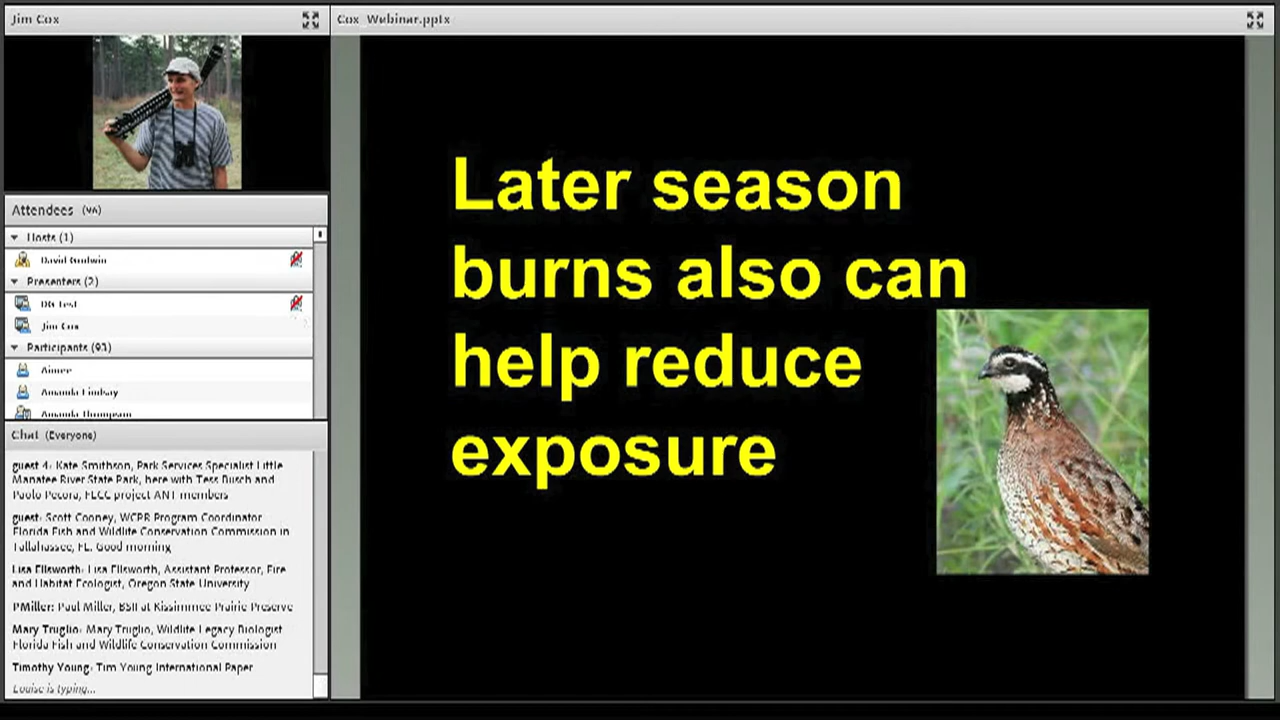 Jim Cox
Cox_Webinar.pptx
Attendees (96)
Hosts (1)
David Godwin
Presenters (2)
DG Test
Jim Cox
Participants (93)
Aimee
Amanda Lindsay
Amanda Thompson
Chat (Everyone)
guest 4: Kate Smithson, Park Services Specialist Little
Manatee River State Park, here with Tess Busch and
Paolo Pecora, FLCC project ANT members
guest: Scott Cooney, WCPR Program Coordinator
Florida Fish and Wildlife Conservation Commission in
Tallahassee, FL. Good morning
Lisa Ellsworth: Lisa Ellsworth, Assistant Professor, Fire
and Habitat Ecologist, Oregon State University
PMiller: Paul Miller, BSII at Kissimmee Prairie Preserve
Mary Truglio: Mary Truglio, Wildlife Legacy Biologist
Florida Fish and Wildlife Conservation Commission
Timothy Young: Tim Young International Paper
Louise is typing...
Later season
burns also can
help reduce
exposure